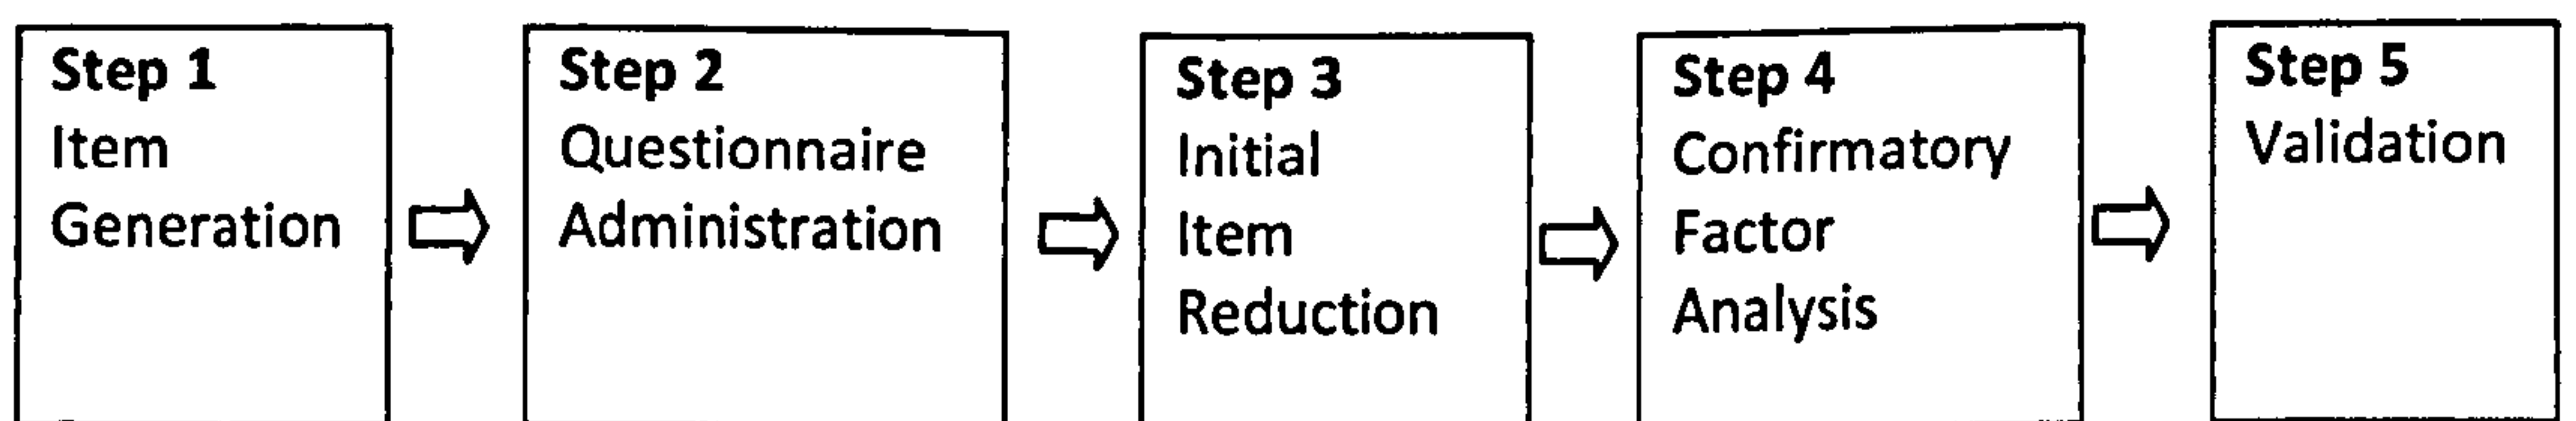 Step 1
Item
Generation
Step 2
Questionnaire
Administration
Step 3
Initial
Item
Reduction
Step 4
Confirmatory
Factor
Analysis
Step 5
Validation